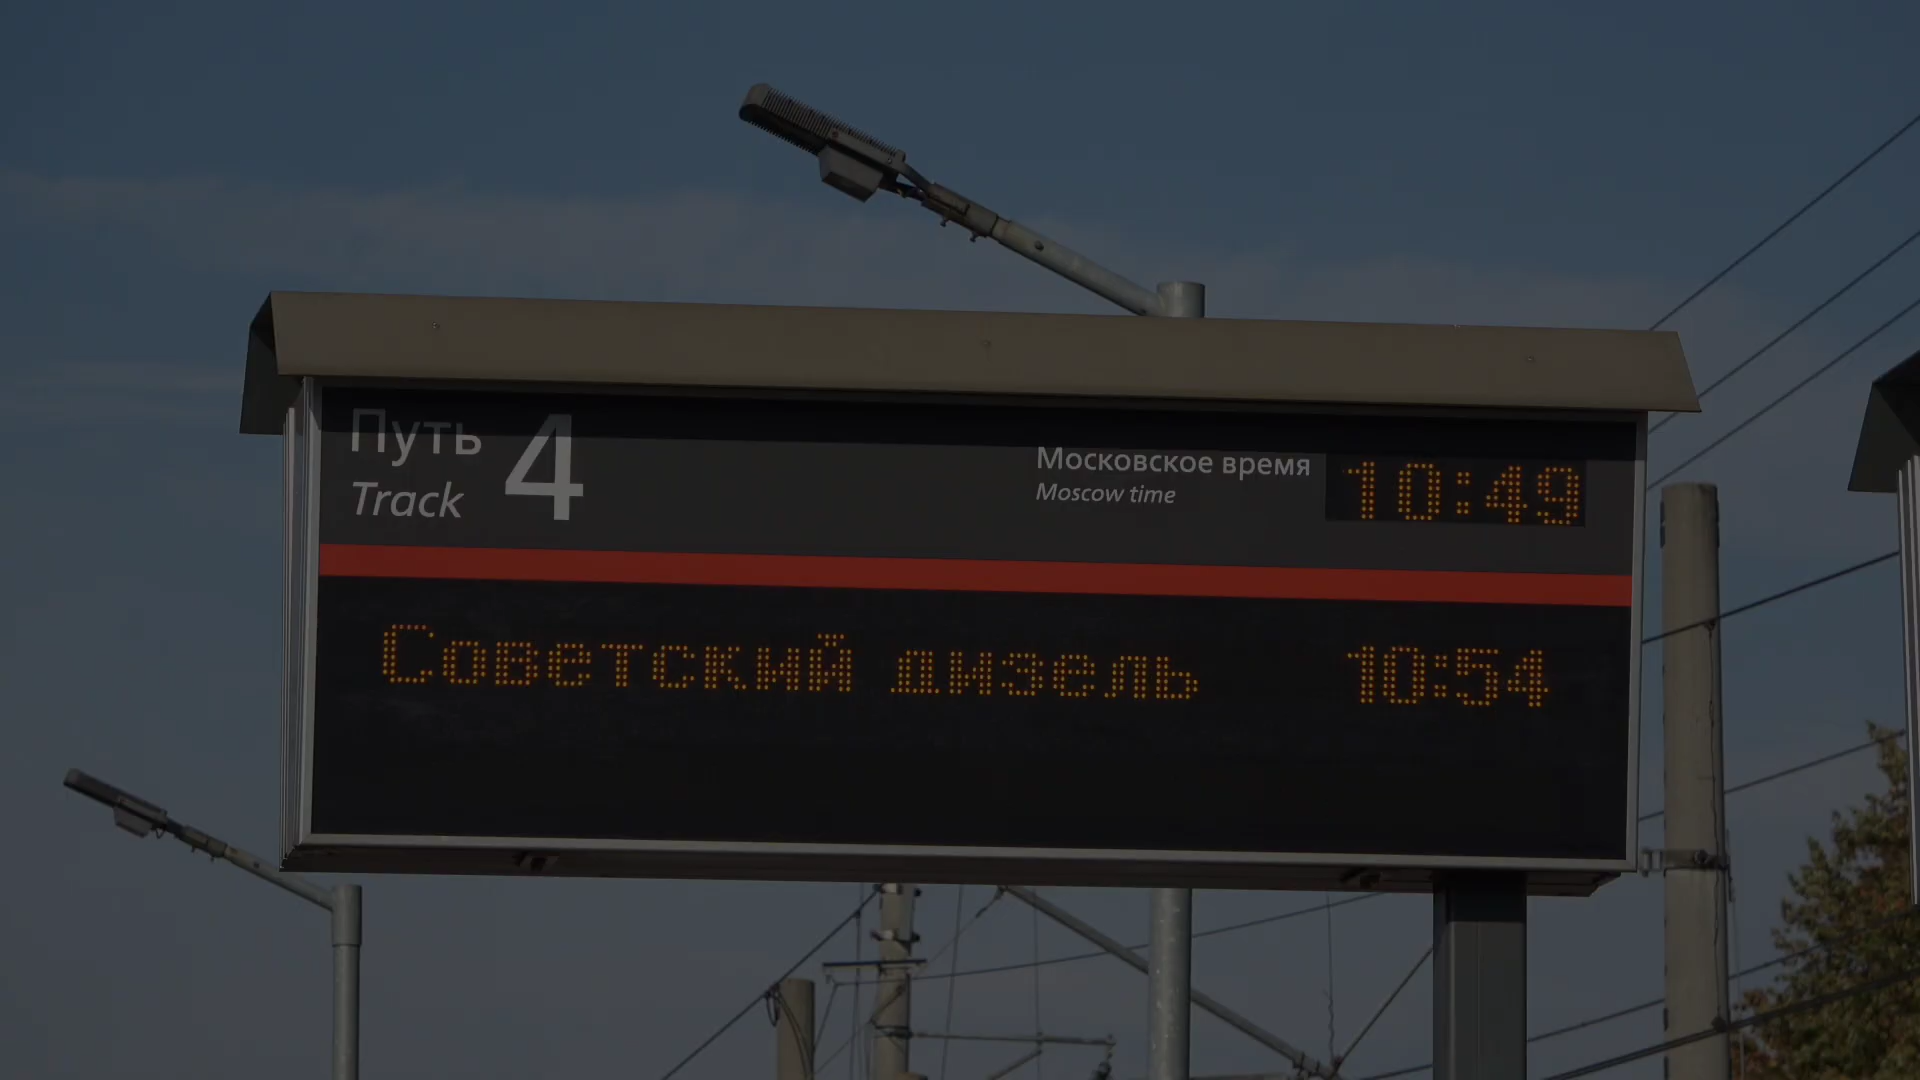 Путь 4
Track
Московское время 10:49
Moscow time
Советский дизель 10:54